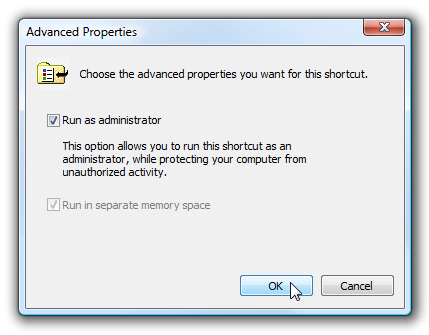 Advanced Properties
Choose the advanced properties you want for this shortcut.
Run as administrator
This option allows you to run this shortcut as an
administrator, while protecting your computer from
unauthorized activity.
Run in separate memory space
OK
Cancel